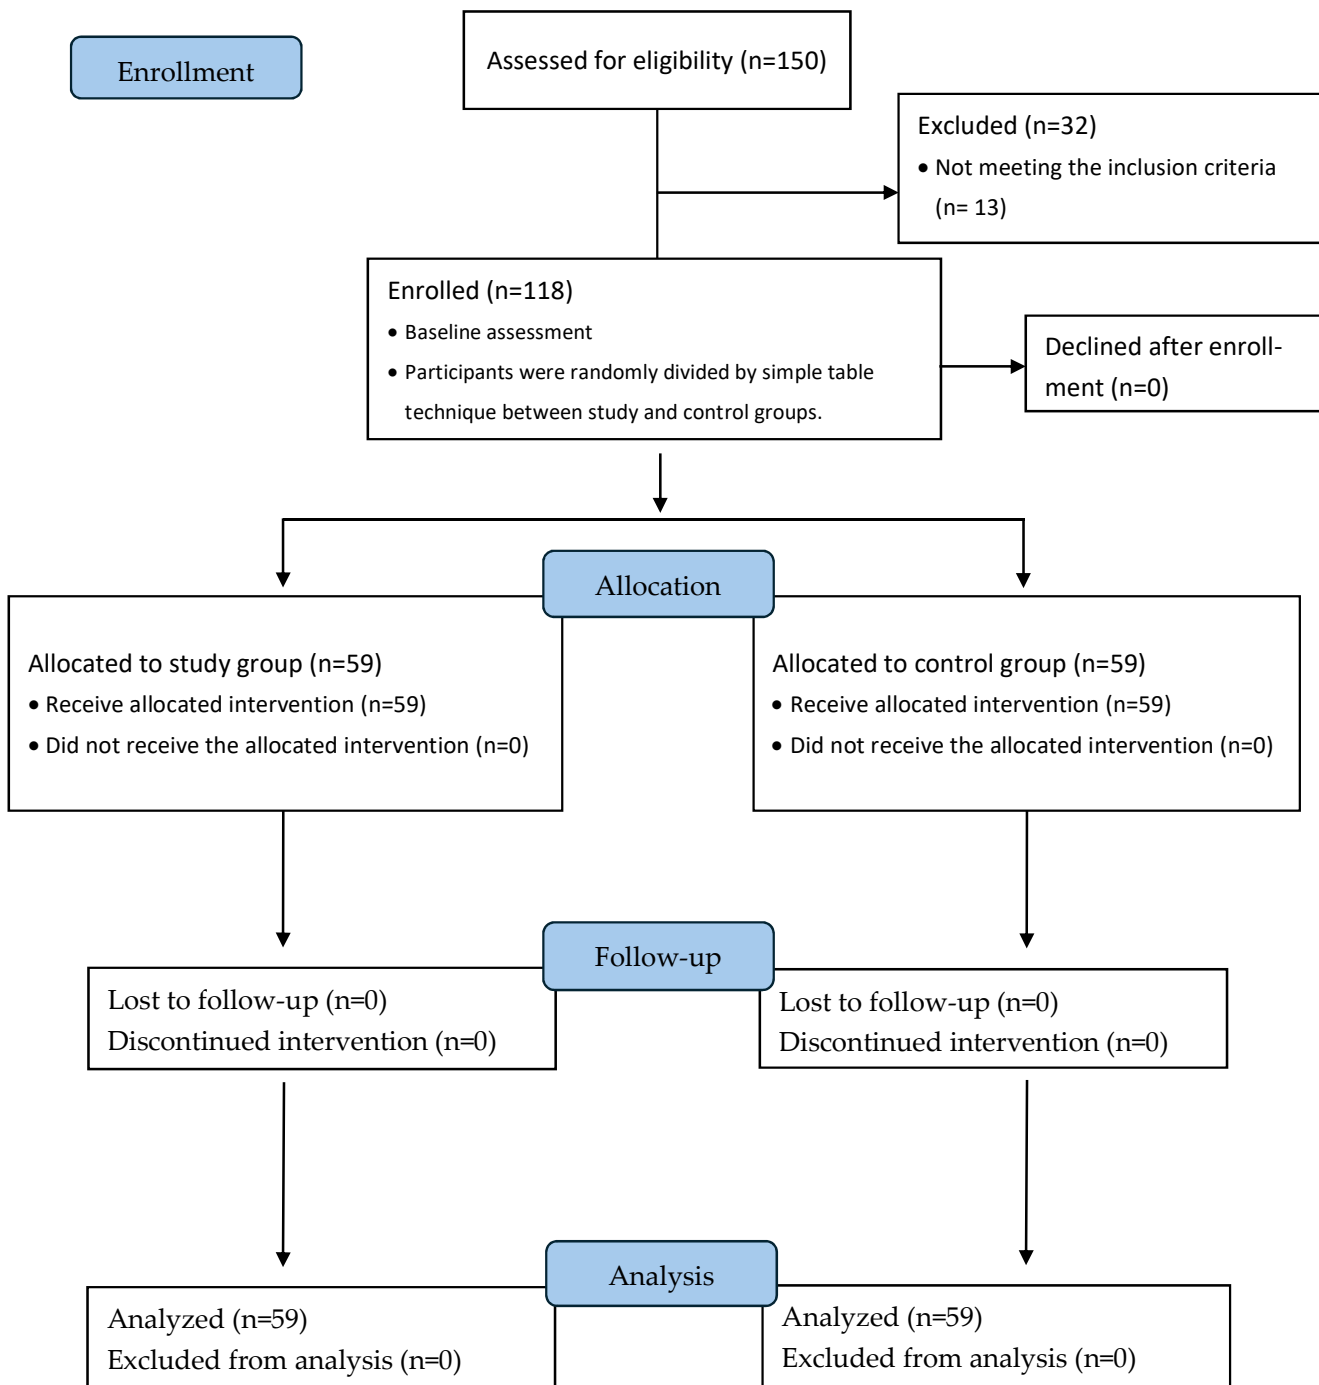 Enrollment
Assessed for eligibility (n=150)
Excluded (n=32)
• Not meeting the inclusion criteria
(n= 13)
Enrolled (n=118)
• Baseline assessment
• Participants were randomly divided by simple table
technique between study and control groups.
Declined after enroll-
ment (n=0)
Allocation
Allocated to study group (n=59)
• Receive allocated intervention (n=59)
• Did not receive the allocated intervention (n=0)
Allocated to control group (n=59)
• Receive allocated intervention (n=59)
• Did not receive the allocated intervention (n=0)
Follow-up
Lost to follow-up (n=0)
Discontinued intervention (n=0)
Lost to follow-up (n=0)
Discontinued intervention (n=0)
Analysis
Analyzed (n=59)
Excluded from analysis (n=0)
Analyzed (n=59)
Excluded from analysis (n=0)